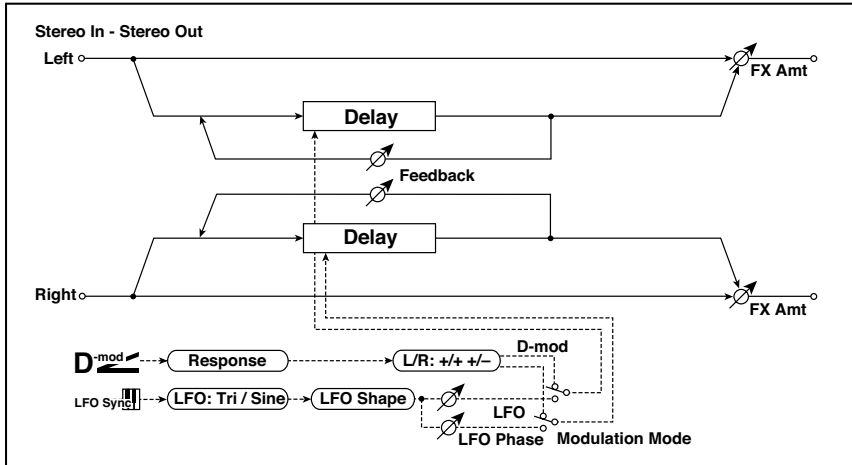 Stereo In - Stereo Out
Left
FX Amt
Delay
Feedback
Delay
Right
FX Amt
D-mod
D-mod
Response
L/R: +/+ +/–
LFO Sync
LFO: Tri / Sine
LFO Shape
LFO
LFO Phase
Modulation Mode